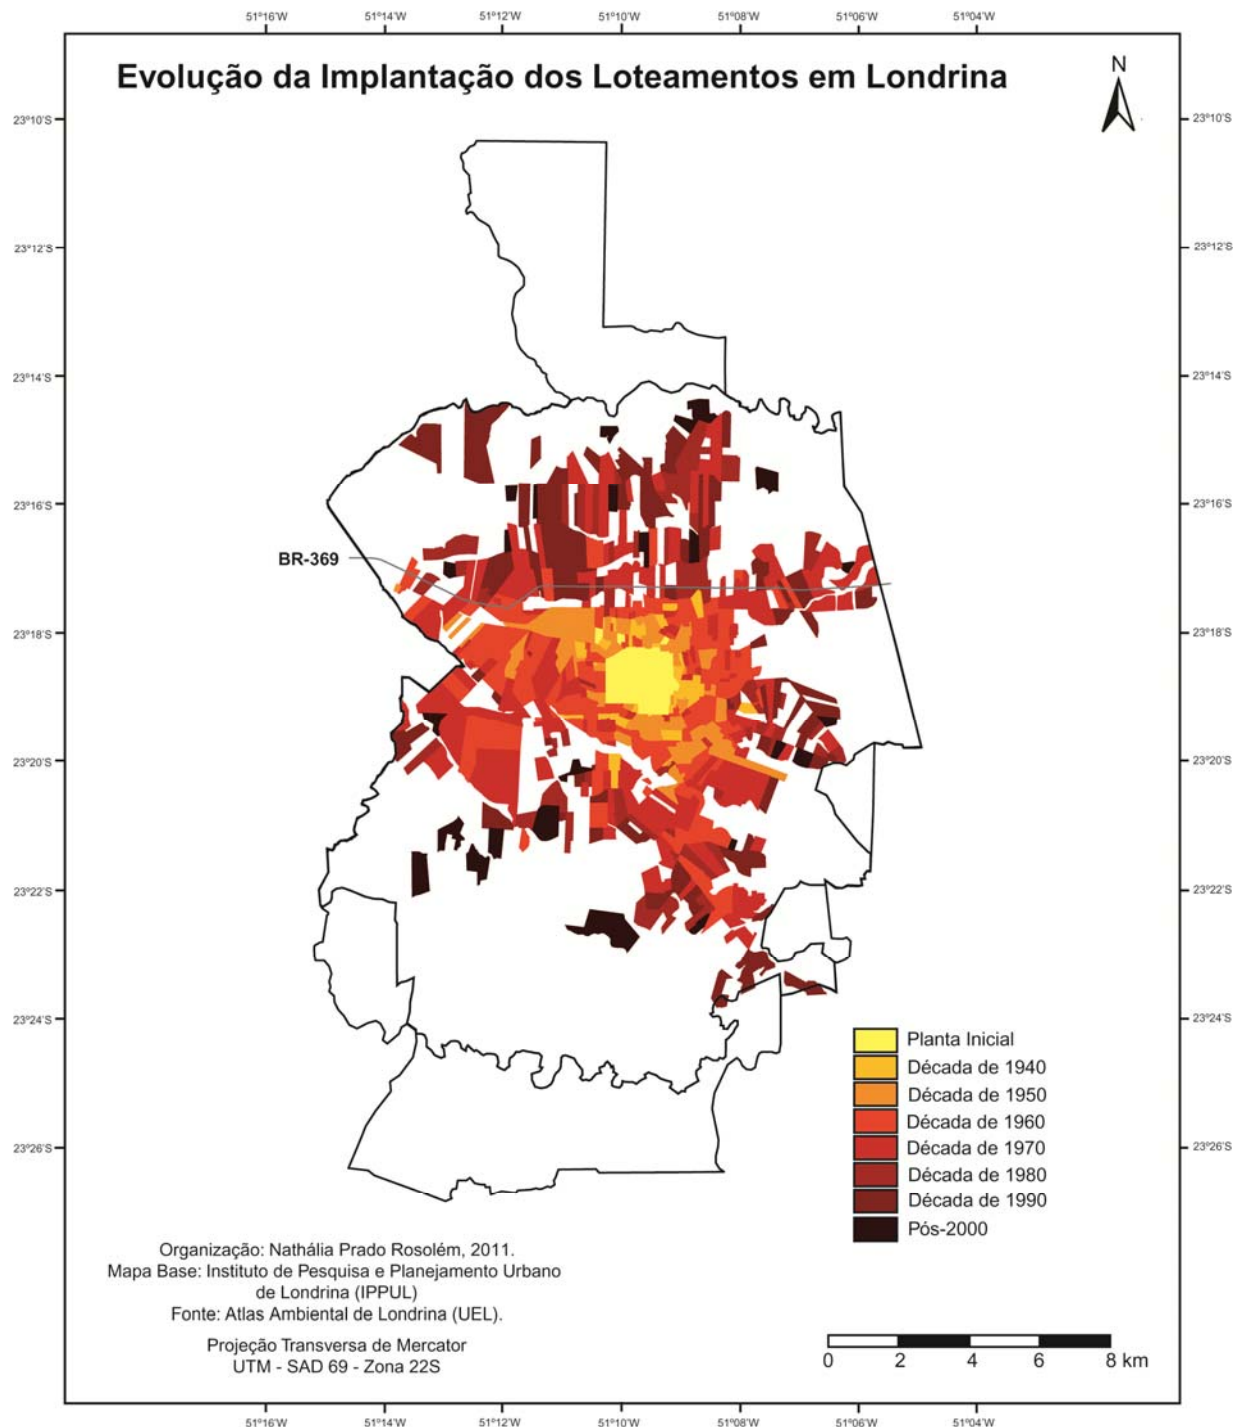 51°16'W 51°14'W 51°12'W 51°10'W 51°08'W 51°06'W 51°04'W
Evolução da Implantação dos Loteamentos em Londrina
N
23°10'S 23°10'S
23°12'S 23°12'S
23°14'S 23°14'S
23°16'S 23°16'S
BR-369
23°18'S 23°18'S
23°20'S 23°20'S
23°22'S 23°22'S
23°24'S 23°24'S
Planta Inicial
Década de 1940
Década de 1950
Década de 1960
23°26'S 23°26'S
Década de 1970
Década de 1980
Década de 1990
Pós-2000
Organização: Nathália Prado Rosolém, 2011.
Mapa Base: Instituto de Pesquisa e Planejamento Urbano
de Londrina (IPPUL)
Fonte: Atlas Ambiental de Londrina (UEL).
Projeção Transversa de Mercator
UTM - SAD 69 - Zona 22S
0 2 4 6 8 km
51°16'W 51°14'W 51°12'W 51°10'W 51°08'W 51°06'W 51°04'W